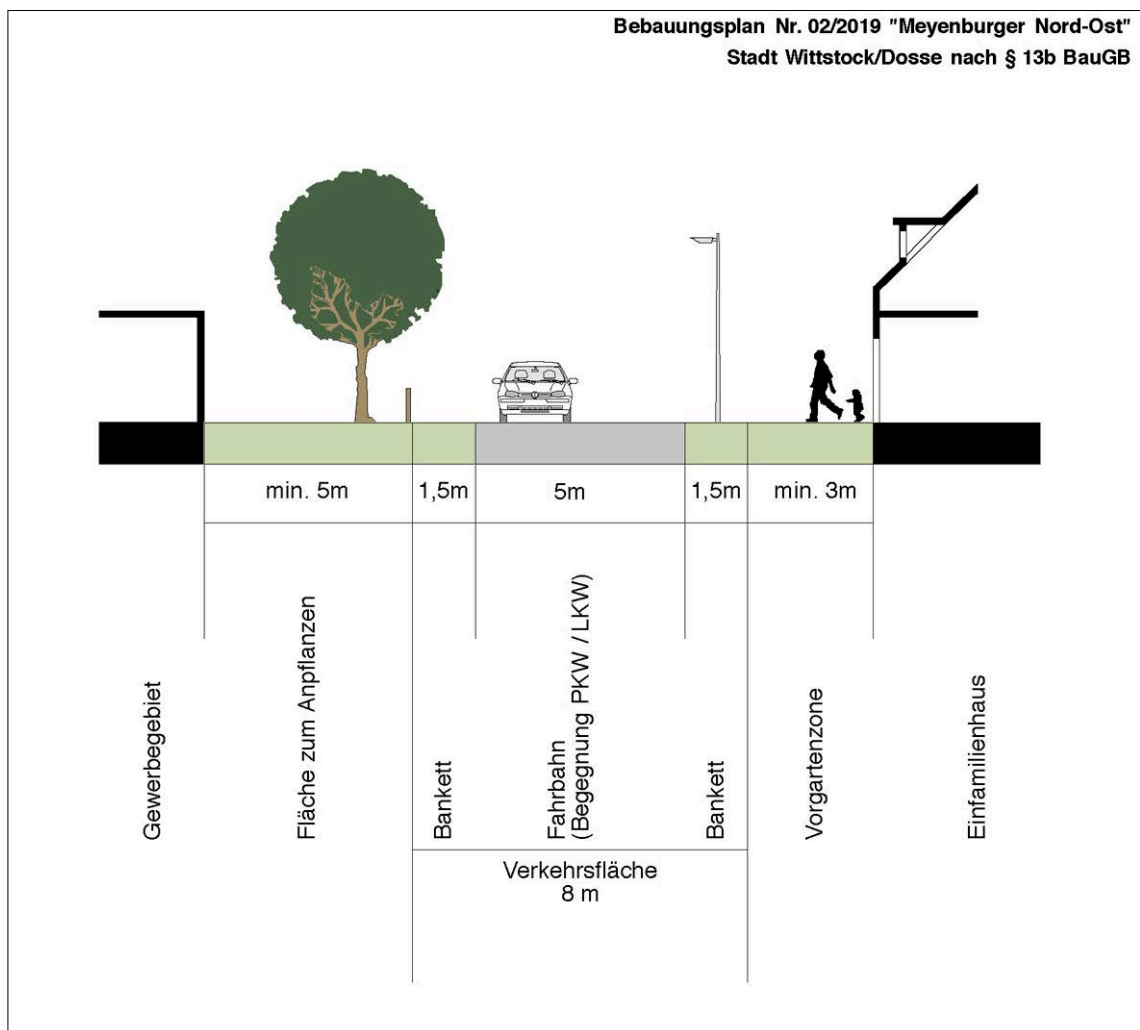 Bebauungsplan Nr. 02/2019 "Meyenburger Nord-Ost"
Stadt Wittstock/Dosse nach § 13b BauGB
min. 5m
1,5m
5m
1,5m
min. 3m
Gewerbegebiet
Fläche zum Anpflanzen
Bankett
Fahrbahn
(Begegnung PKW / LKW)
Bankett
Vorgartenzone
Einfamilienhaus
Verkehrsfläche
8 m